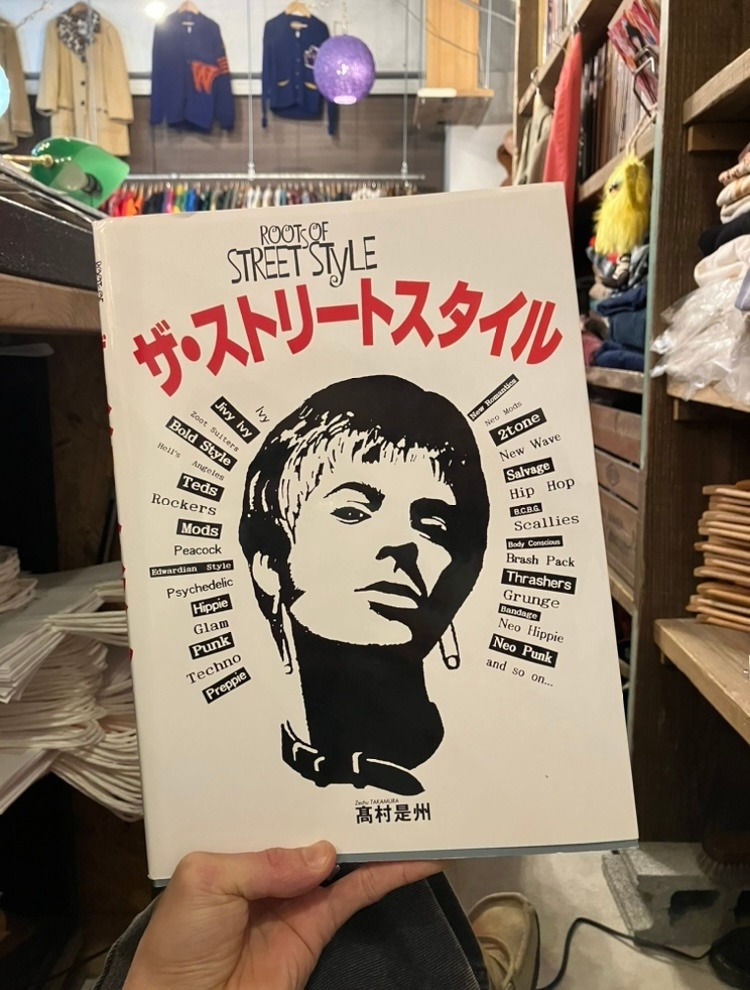 ROOTS OF
STREET STYLE
ザ・ストリートスタイル
Ivy
Jivy Ivy
Zoot Suiters
Bold Style
Hell's Angeles
Teds
Rockers
Mods
Peacock
Edwardian Style
Psychedelic
Hippie
Glam
Punk
Techno
Preppie
New Romantics
Neo Mods
2tone
New Wave
Salvage
Hip Hop
B.C.B.G.
Scallies
Body Conscious
Brash Pack
Thrashers
Grunge
Bandage
Neo Hippie
Neo Punk
and so on...
Zeshu TAKAMURA
髙村是州
W